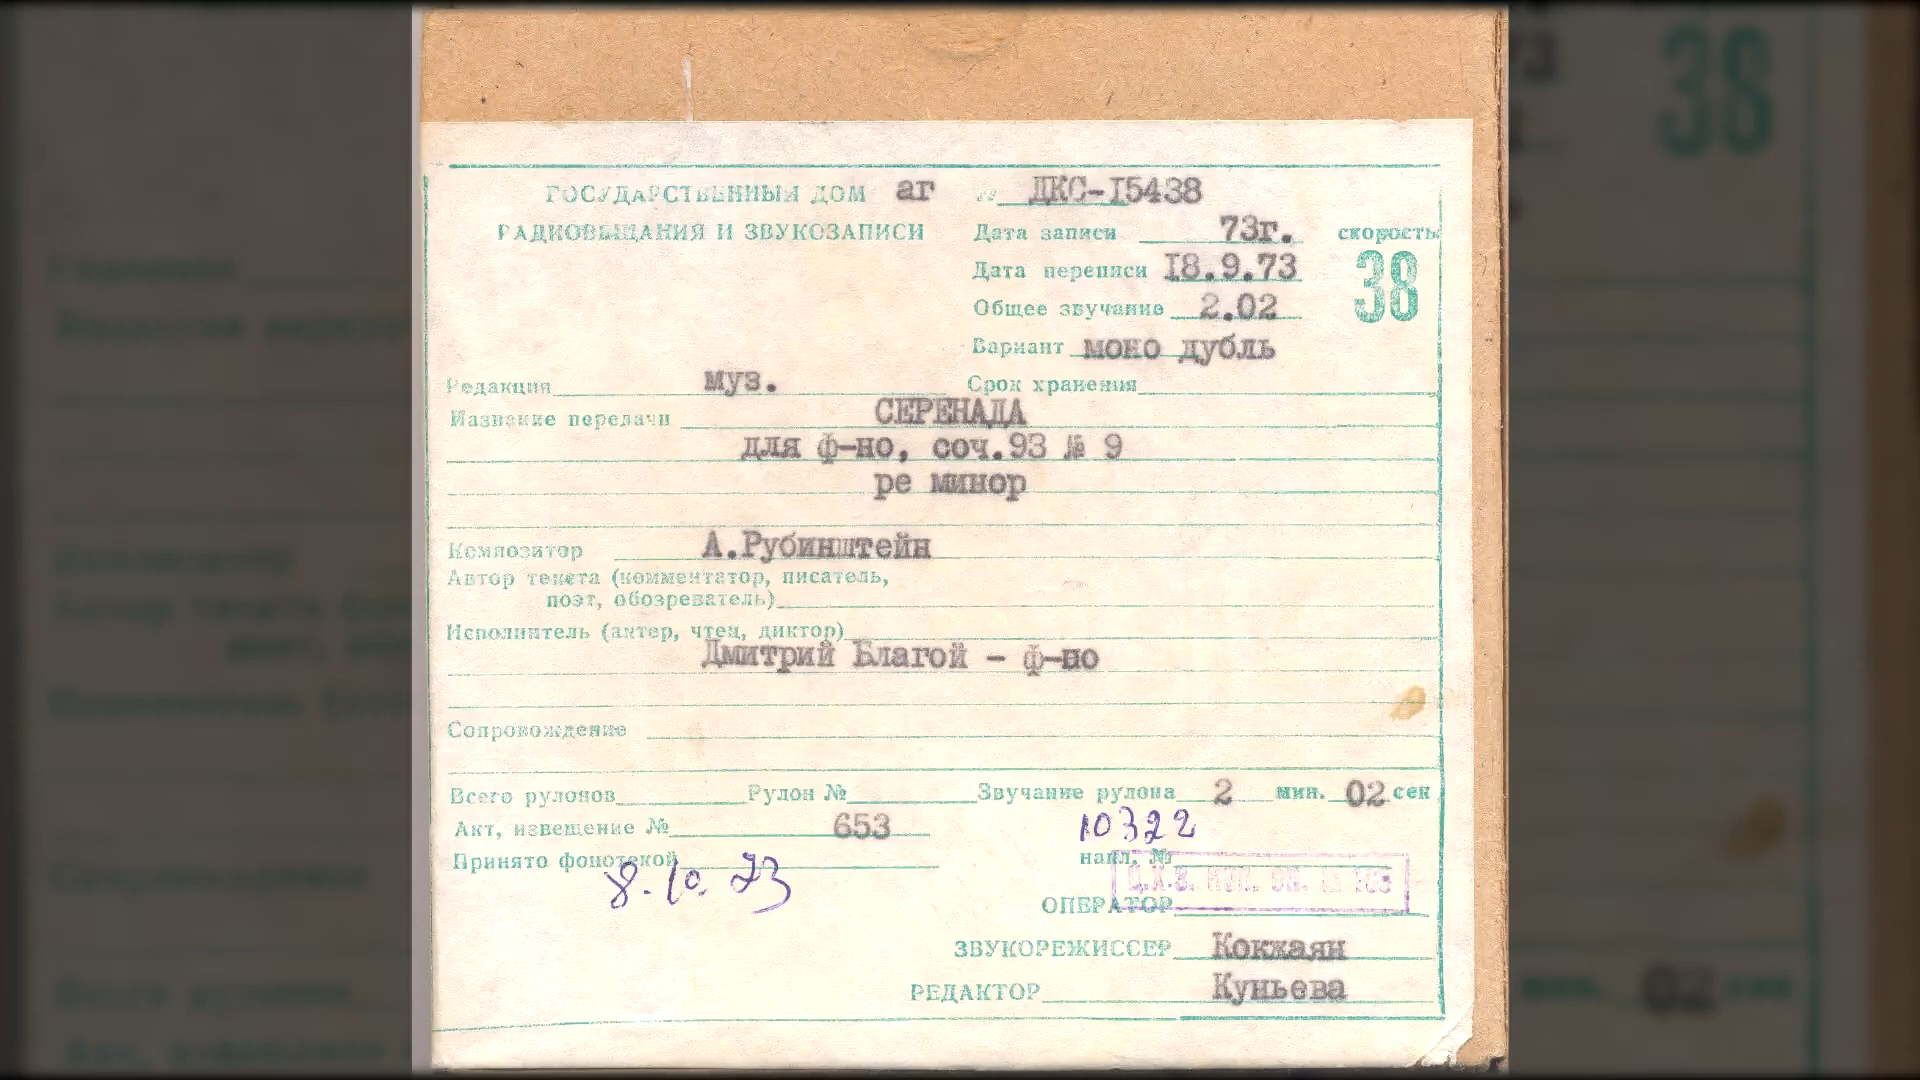 ГОСУДАРСТВЕННЫЙ ДОМ аг № ДКС-I5438
РАДИОВЕЩАНИЯ И ЗВУКОЗАПИСИ
Дата записи 73г. скорость
Дата переписи I8.9.73 38
Общее звучание 2.02
Вариант моно дубль
Редакция муз. Срок хранения
Название передачи СЕРЕНАДА
для ф-но, соч.93 № 9
ре минор
Композитор А.Рубинштейн
Автор текста (комментатор, писатель,
поэт, обозреватель)
Исполнитель (актер, чтец, диктор)
Дмитрий Благой - ф-но
Сопровождение
Всего рулонов Рулон № Звучание рулона 2 мин. 02 сек
Акт, извещение № 653 10322
Принято фонотекой 8.10.73 накл. №
ОПЕРАТОР
ЗВУКОРЕЖИССЕР Кокжаян
РЕДАКТОР Куньева